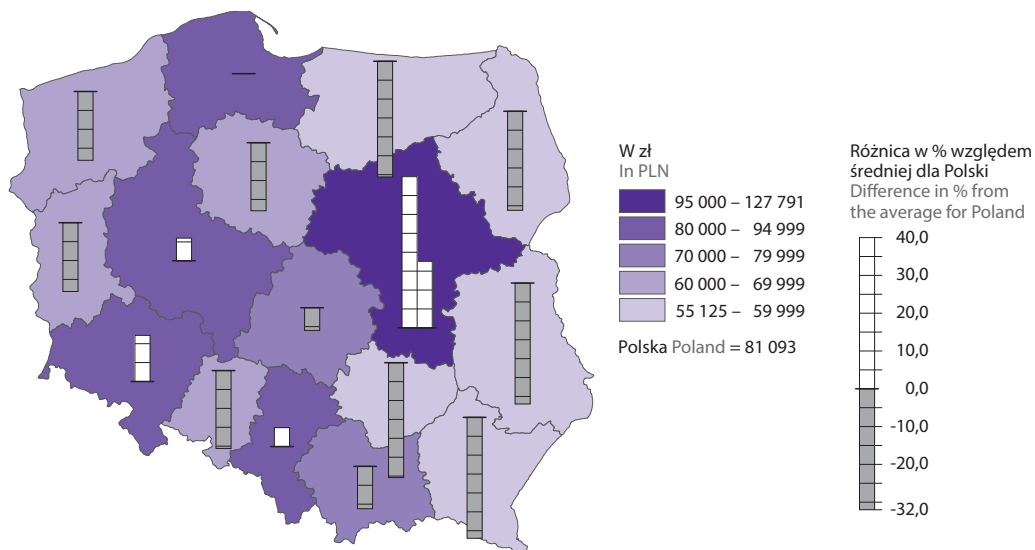 W zł
In PLN
95 000 – 127 791
80 000 – 94 999
70 000 – 79 999
60 000 – 69 999
55 125 – 59 999
Polska Poland = 81 093
Różnica w % względem
średniej dla Polski
Difference in % from
the average for Poland
40,0
30,0
20,0
10,0
0,0
-10,0
-20,0
-32,0